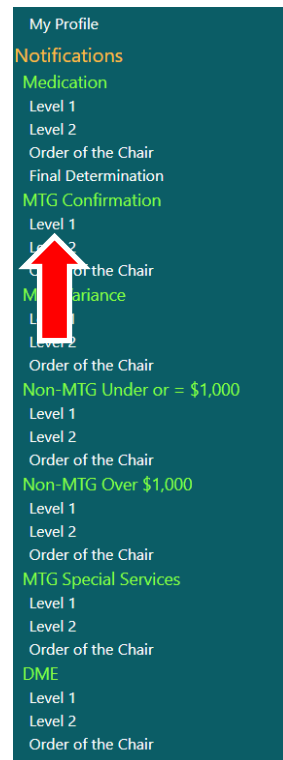 My Profile
Notifications
Medication
Level 1
Level 2
Order of the Chair
Final Determination
MTG Confirmation
Level 1
2
of the Chair
Level 2
Order of the Chair
Non-MTG Under or = $1,000
Level 1
Level 2
Order of the Chair
Non-MTG Over $1,000
Level 1
Level 2
Order of the Chair
MTG Special Services
Level 1
Level 2
Order of the Chair
DME
Level 1
Level 2
Order of the Chair